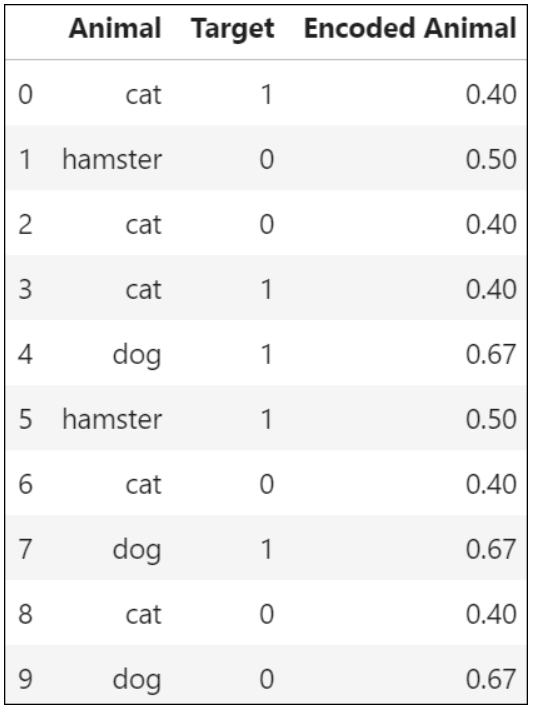 Animal Target Encoded Animal
0 cat 1 0.40
1 hamster 0 0.50
2 cat 0 0.40
3 cat 1 0.40
4 dog 1 0.67
5 hamster 1 0.50
6 cat 0 0.40
7 dog 1 0.67
8 cat 0 0.40
9 dog 0 0.67